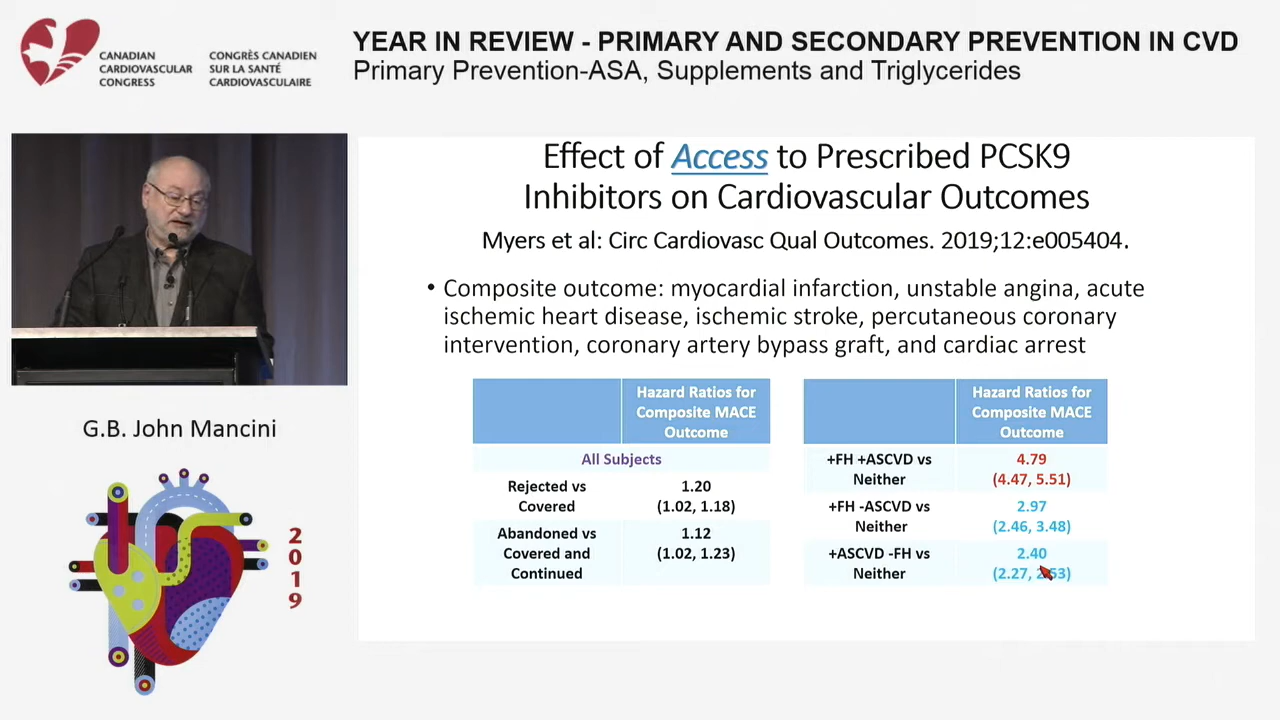 CANADIAN
CARDIOVASCULAR
CONGRESS
CONGRÈS CANADIEN
SUR LA SANTÉ
CARDIOVASCULAIRE
YEAR IN REVIEW - PRIMARY AND SECONDARY PREVENTION IN CVD
Primary Prevention-ASA, Supplements and Triglycerides
G.B. John Mancini
2019
Effect of Access to Prescribed PCSK9
Inhibitors on Cardiovascular Outcomes
Myers et al: Circ Cardiovasc Qual Outcomes. 2019;12:e005404.
• Composite outcome: myocardial infarction, unstable angina, acute
ischemic heart disease, ischemic stroke, percutaneous coronary
intervention, coronary artery bypass graft, and cardiac arrest
Hazard Ratios for
Composite MACE
Outcome
All Subjects
Rejected vs
Covered
1.20
(1.02, 1.18)
Abandoned vs
Covered and
Continued
1.12
(1.02, 1.23)
Hazard Ratios for
Composite MACE
Outcome
+FH +ASCVD vs
Neither
4.79
(4.47, 5.51)
+FH -ASCVD vs
Neither
2.97
(2.46, 3.48)
+ASCVD -FH vs
Neither
2.40
(2.27, 2.53)